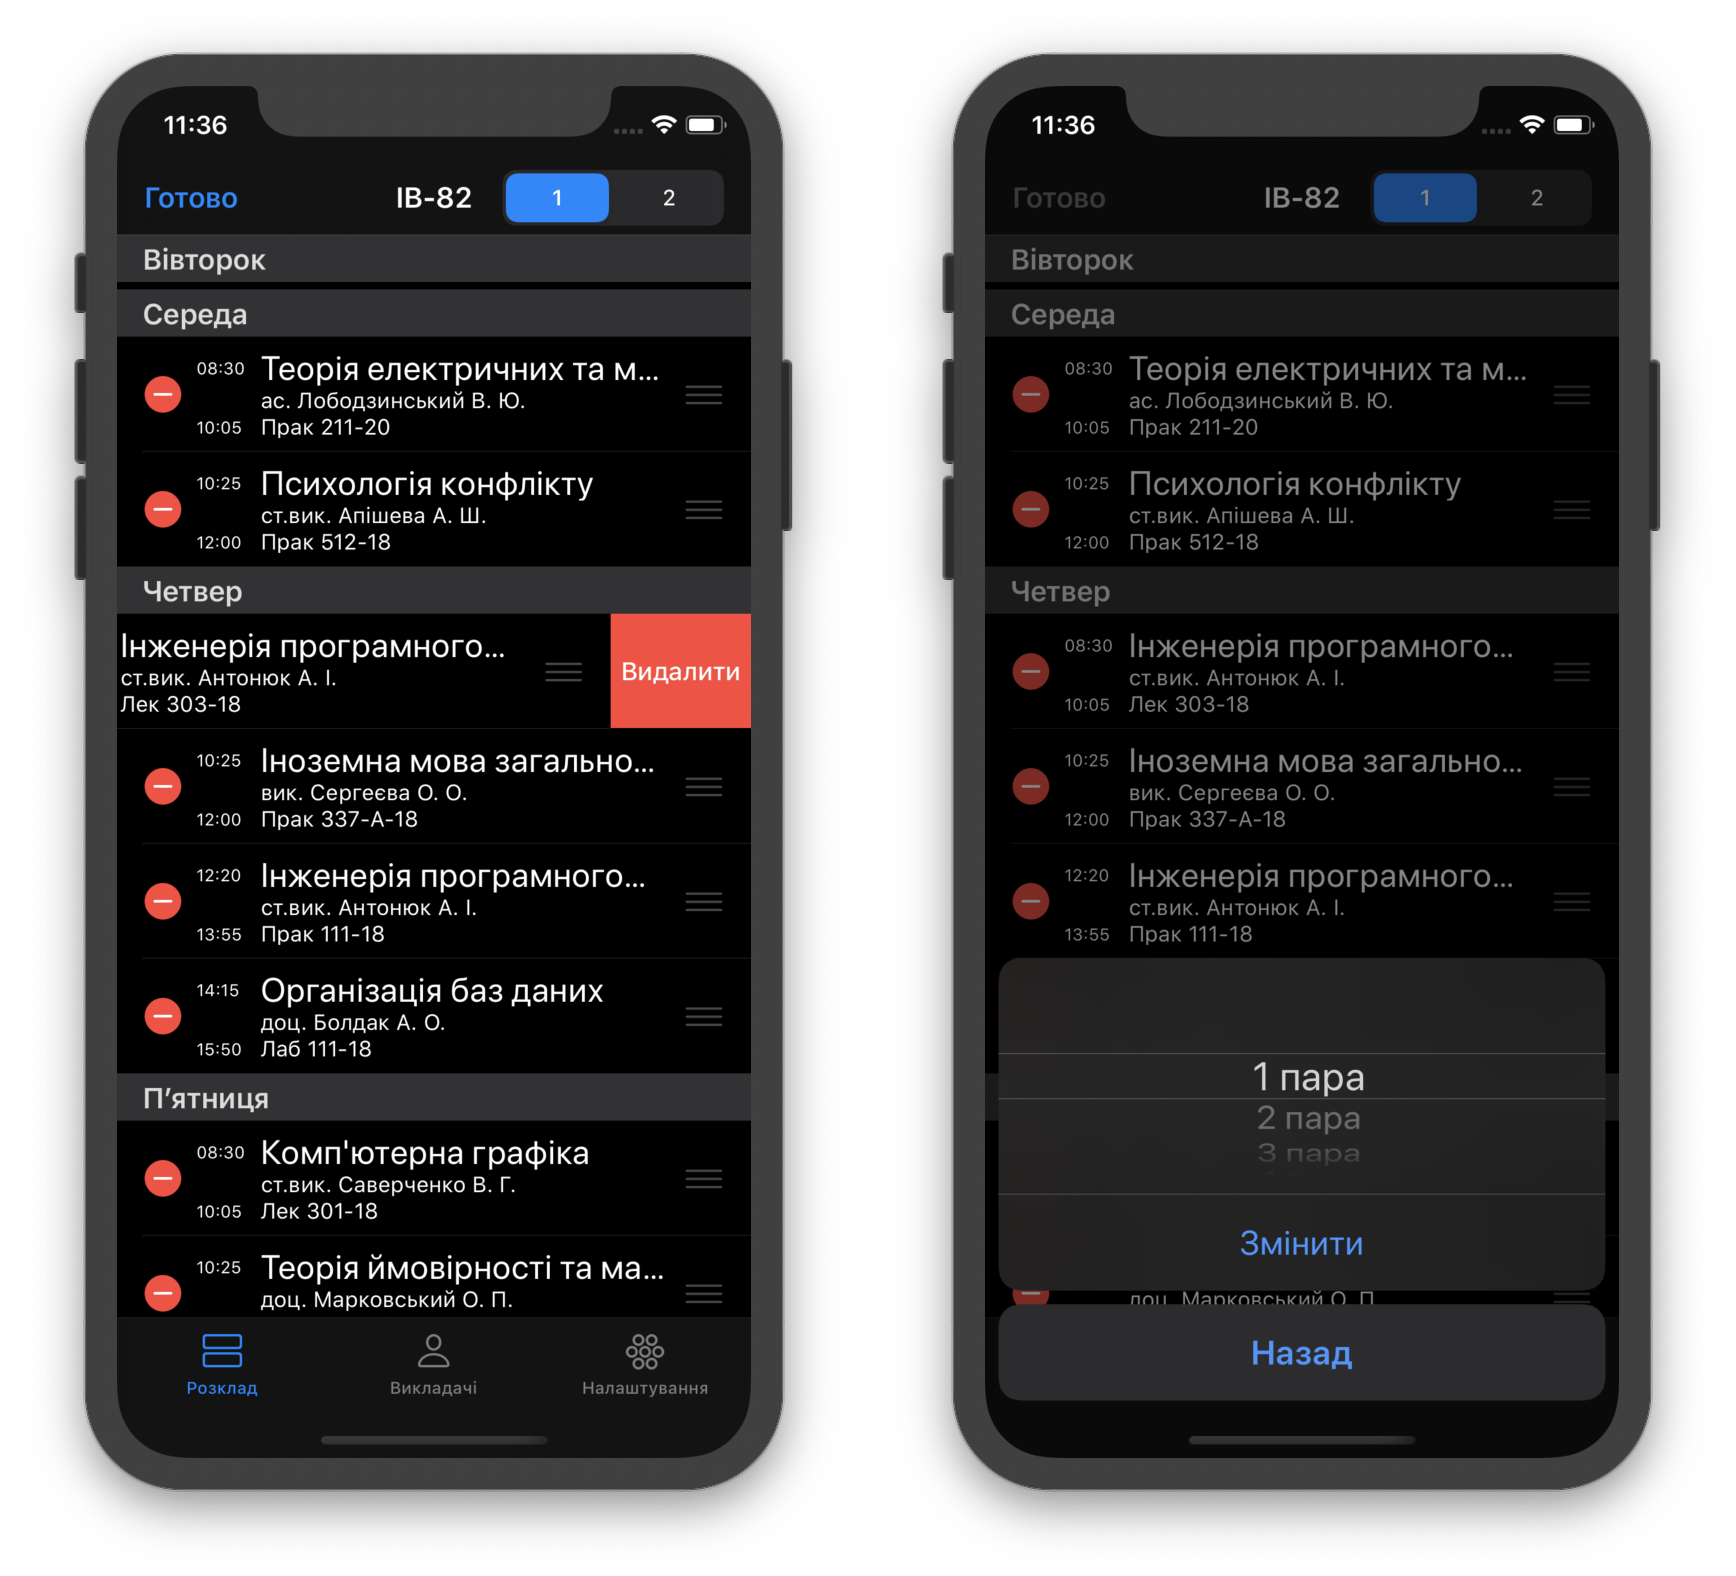 11:36
Готово
ІВ-82
1
2
Вівторок
Середа
08:30
Теорія електричних та м...
ас. Лободзинський В. Ю.
10:05
Прак 211-20
10:25
Психологія конфлікту
ст.вик. Апішева А. Ш.
12:00
Прак 512-18
Четвер
Інженерія програмного...
ст.вик. Антонюк А. І.
Лек 303-18
Видалити
10:25
Іноземна мова загально...
вик. Сергеєва О. О.
12:00
Прак 337-А-18
12:20
Інженерія програмного...
ст.вик. Антонюк А. І.
13:55
Прак 111-18
14:15
Організація баз даних
доц. Болдак А. О.
15:50
Лаб 111-18
П’ятниця
08:30
Комп'ютерна графіка
ст.вик. Саверченко В. Г.
10:05
Лек 301-18
10:25
Теорія ймовірності та ма...
доц. Марковський О. П.
Розклад
Викладачі
Налаштування
11:36
Готово
ІВ-82
1
2
Вівторок
Середа
08:30
Теорія електричних та м...
ас. Лободзинський В. Ю.
10:05
Прак 211-20
10:25
Психологія конфлікту
ст.вик. Апішева А. Ш.
12:00
Прак 512-18
Четвер
08:30
Інженерія програмного...
ст.вик. Антонюк А. І.
10:05
Лек 303-18
10:25
Іноземна мова загально...
вик. Сергеєва О. О.
12:00
Прак 337-А-18
12:20
Інженерія програмного...
ст.вик. Антонюк А. І.
13:55
Прак 111-18
1 пара
2 пара
3 пара
Змінити
доц. Марковський О. П.
Назад